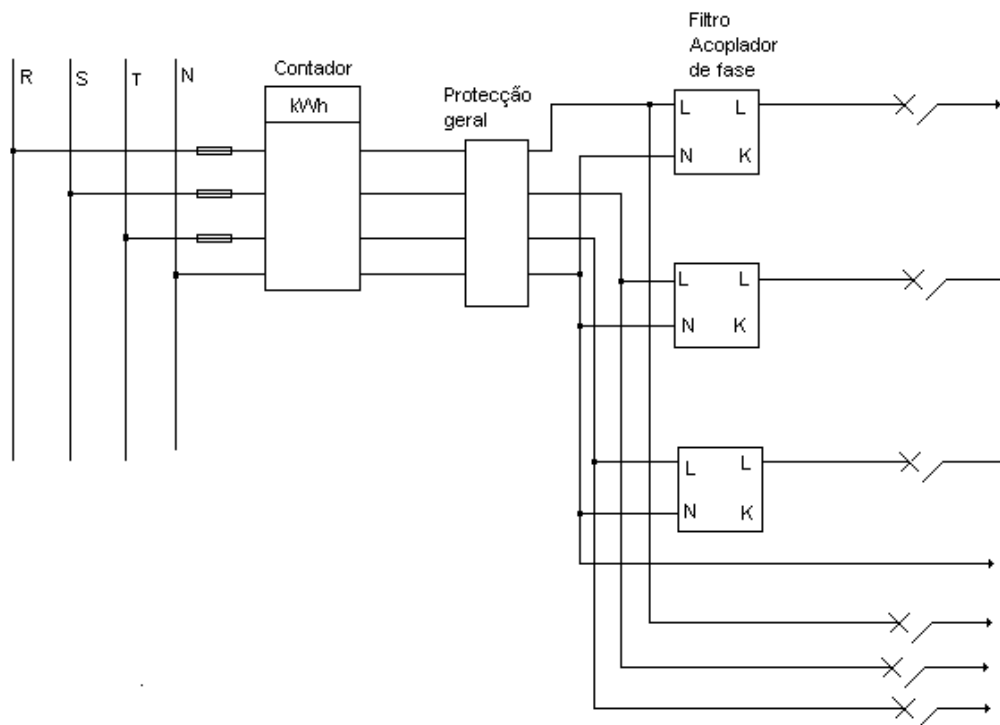 Filtro
Acoplador
de fase
R
S
T
N
Contador
kWh
Protecção
geral
L L
N K
L L
N K
L L
N K